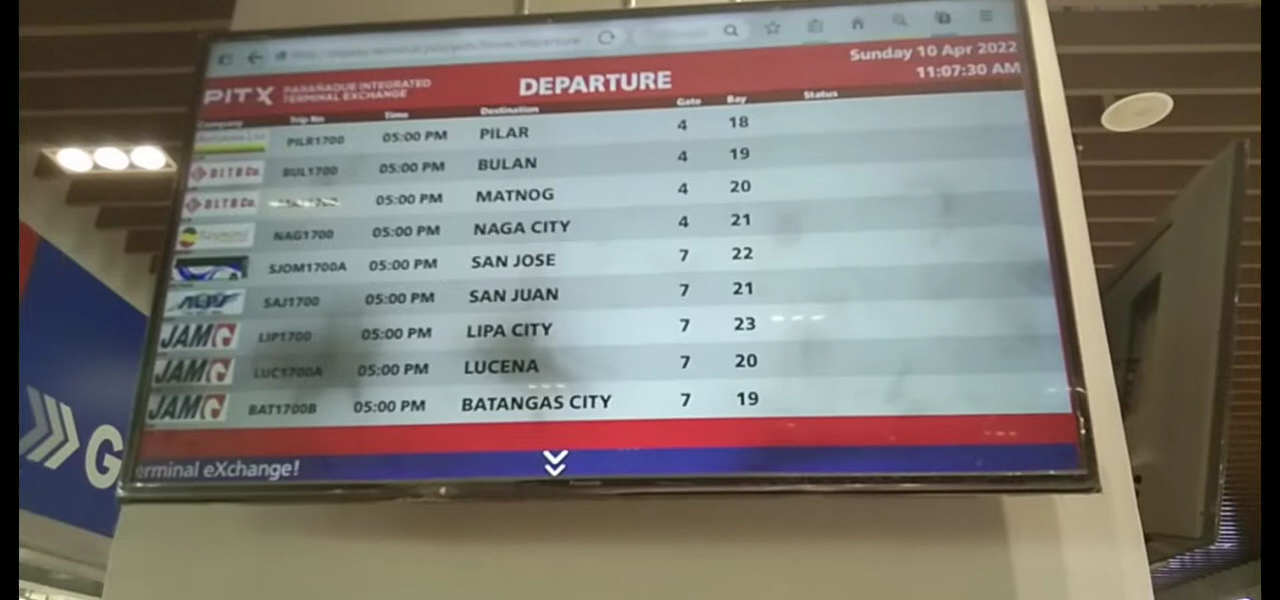 Sunday 10 Apr 2022
11:07:30 AM
PITX PARAÑAQUE INTEGRATED TERMINAL EXCHANGE
DEPARTURE
Company Trip No Time Destination Gate Bay Status
PILR1700 05:00 PM PILAR 4 18
BITSCo. BUL1700 05:00 PM BULAN 4 19
BITSCo. 05:00 PM MATNOG 4 20
NAG1700 05:00 PM NAGA CITY 4 21
SJOM1700A 05:00 PM SAN JOSE 7 22
ALPS SAJ1700 05:00 PM SAN JUAN 7 21
JAM LIP1700 05:00 PM LIPA CITY 7 23
JAM LUC1700A 05:00 PM LUCENA 7 20
JAM BAT1700B 05:00 PM BATANGAS CITY 7 19
erminal eXchange!
G